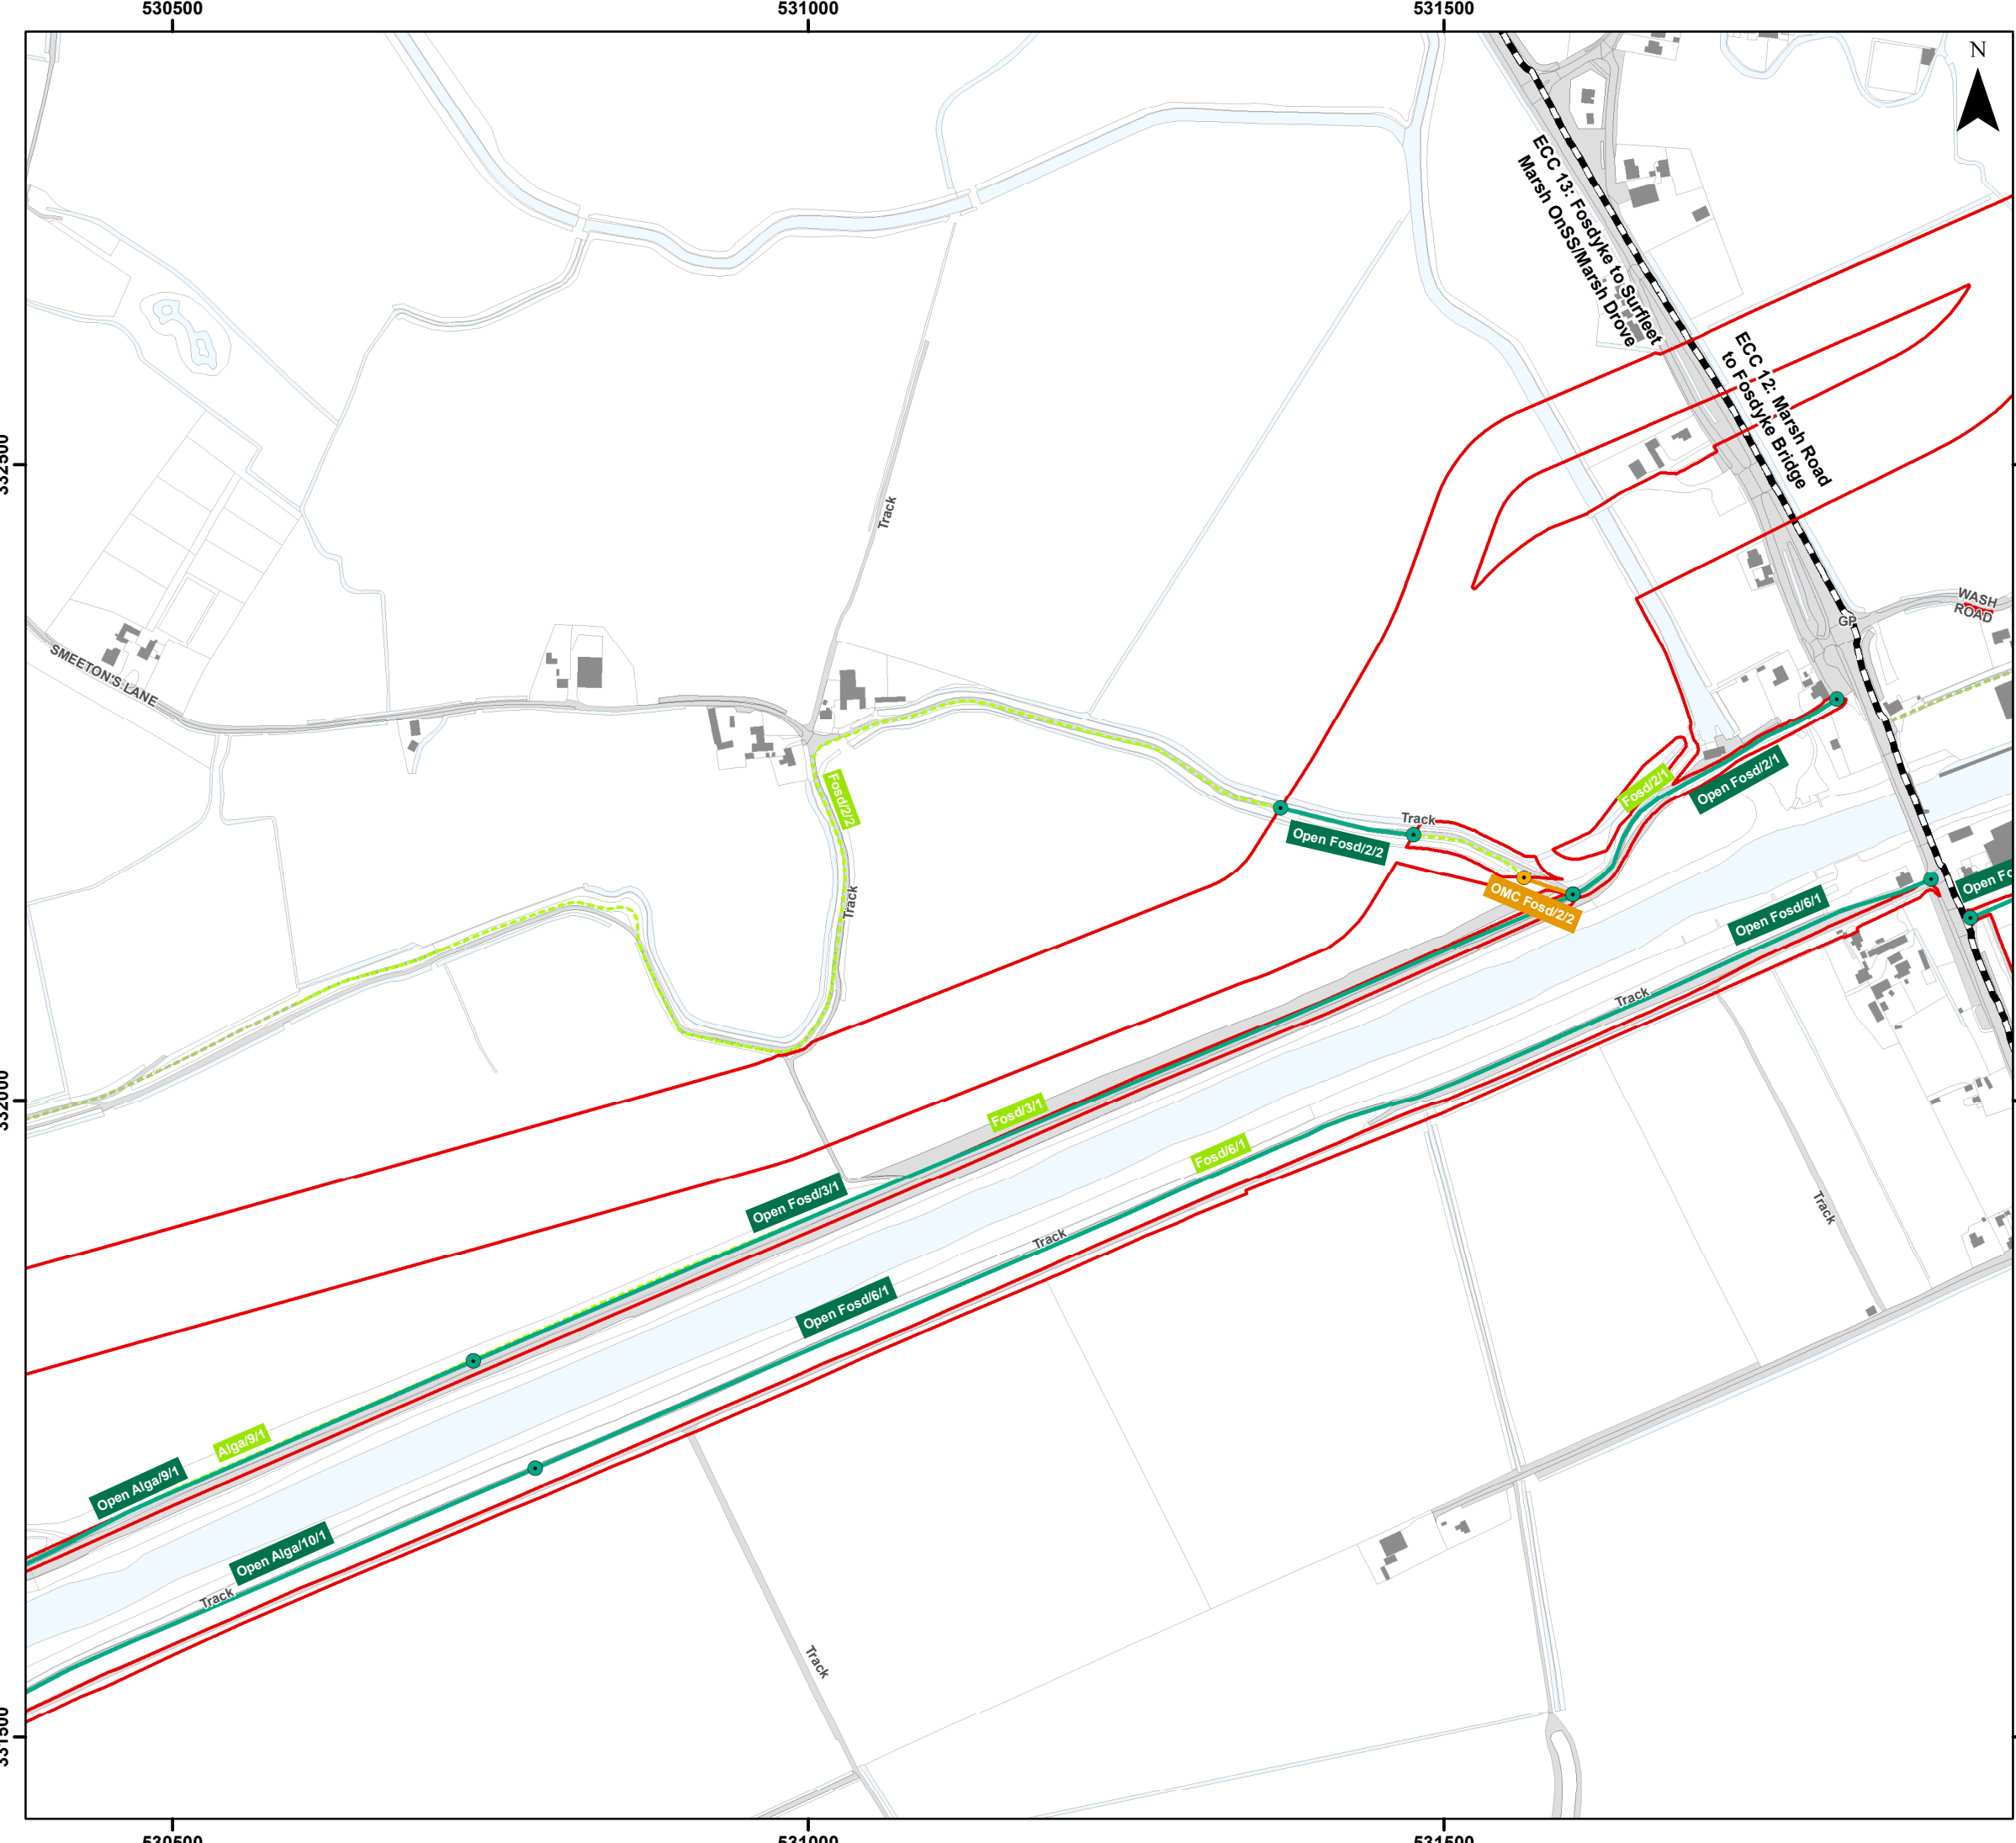 530500
531000
531500
N
ECC 13: Fosdyke to Surfleet
Marsh OnSS/Marsh Drove
ECC 12: Marsh Road
to Fosdyke Bridge
Track
WASH
ROAD
GP
SMEETON'S LANE
Fosd/2/2
Track
Track
Open Fosd/2/2
Fosd/2/1
Open Fosd/2/1
OMC Fosd/2/2
Open Fosd/6/1
Open Fo
Track
Fosd/3/1
Fosd/6/1
Open Fosd/3/1
Track
Track
Open Fosd/6/1
Alga/9/1
Open Alga/9/1
Open Alga/10/1
Track
Track
530500
531000
531500